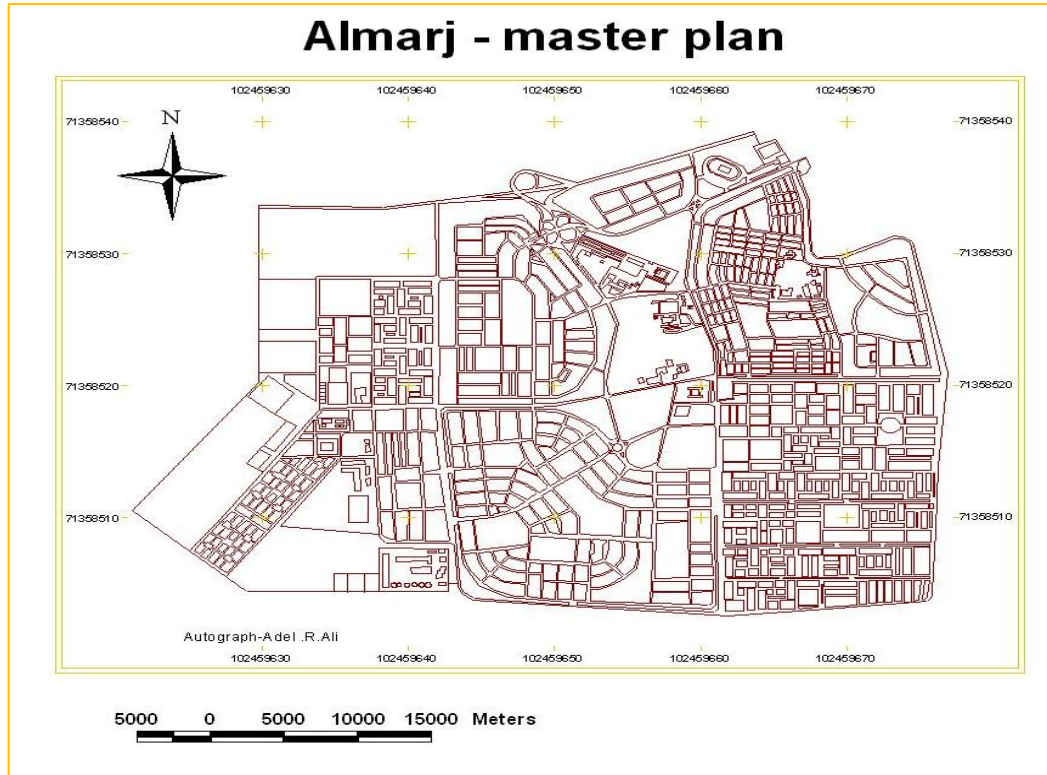 Almarj - master plan
102459630 102459640 102459650 102459660 102459670
71358540 71358540
N
71358530 71358530
71358520 71358520
71358510 71358510
Autograph-Adel .R.Ali
102459630 102459640 102459650 102459660 102459670
5000 0 5000 10000 15000 Meters